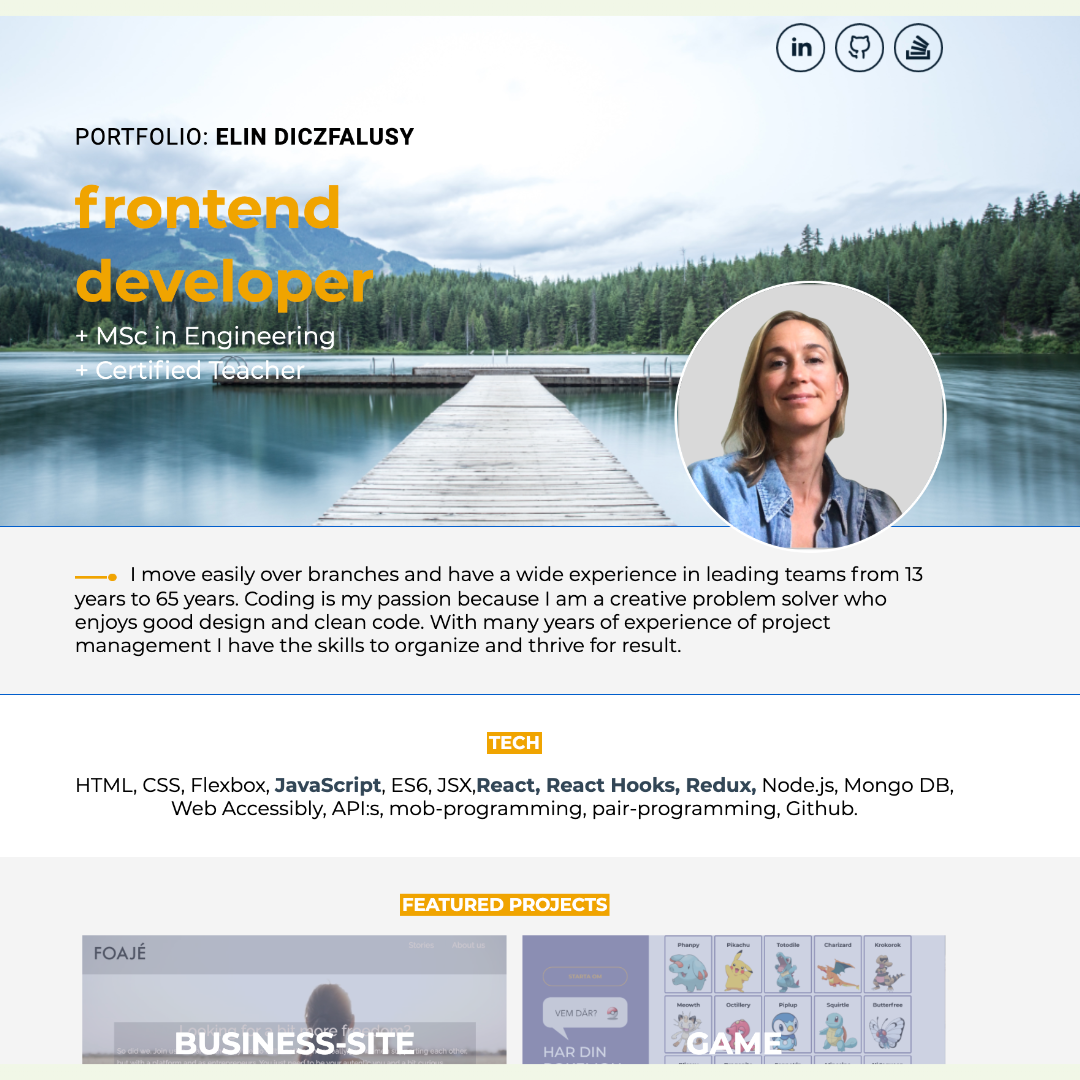 in
PORTFOLIO: ELIN DICZFALUSY
frontend
developer
+ MSc in Engineering
+ Certified Teacher
I move easily over branches and have a wide experience in leading teams from 13
years to 65 years. Coding is my passion because I am a creative problem solver who
enjoys good design and clean code. With many years of experience of project
management I have the skills to organize and thrive for result.
TECH
HTML, CSS, Flexbox, JavaScript, ES6, JSX,React, React Hooks, Redux, Node.js, Mongo DB,
Web Accessibly, API:s, mob-programming, pair-programming, Github.
FEATURED PROJECTS
FOAJÉ
Stories About us
Looking for a bit more freedom?
BUSINESS-SITE
Phanpy Pikachu Totodile Charizard Krokorok
VEM DÄR?
Meowth Octillery Piplup Squirtle Butterfree
GAME
HAR DIN